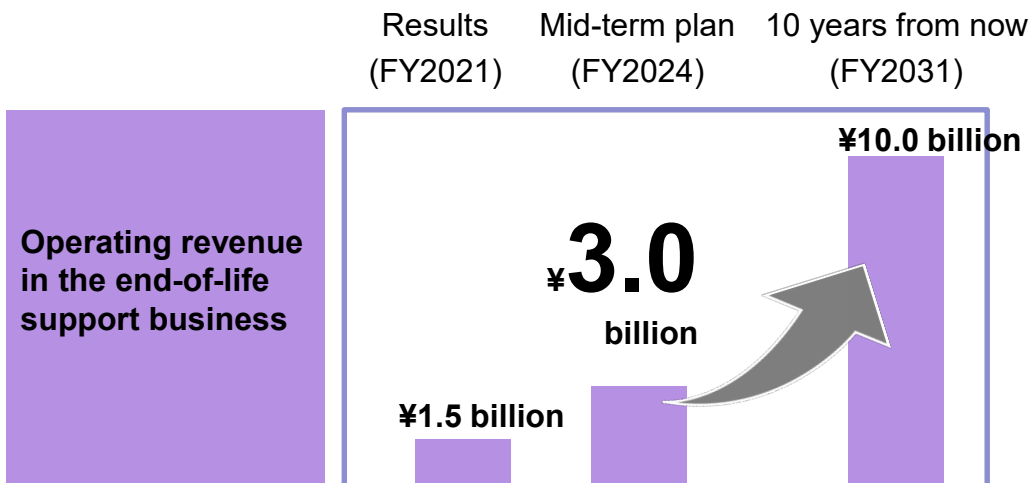 Results
(FY2021)
Mid-term plan
(FY2024)
10 years from now
(FY2031)
Operating revenue
in the end-of-life
support business
¥1.5 billion
¥3.0
billion
¥10.0 billion